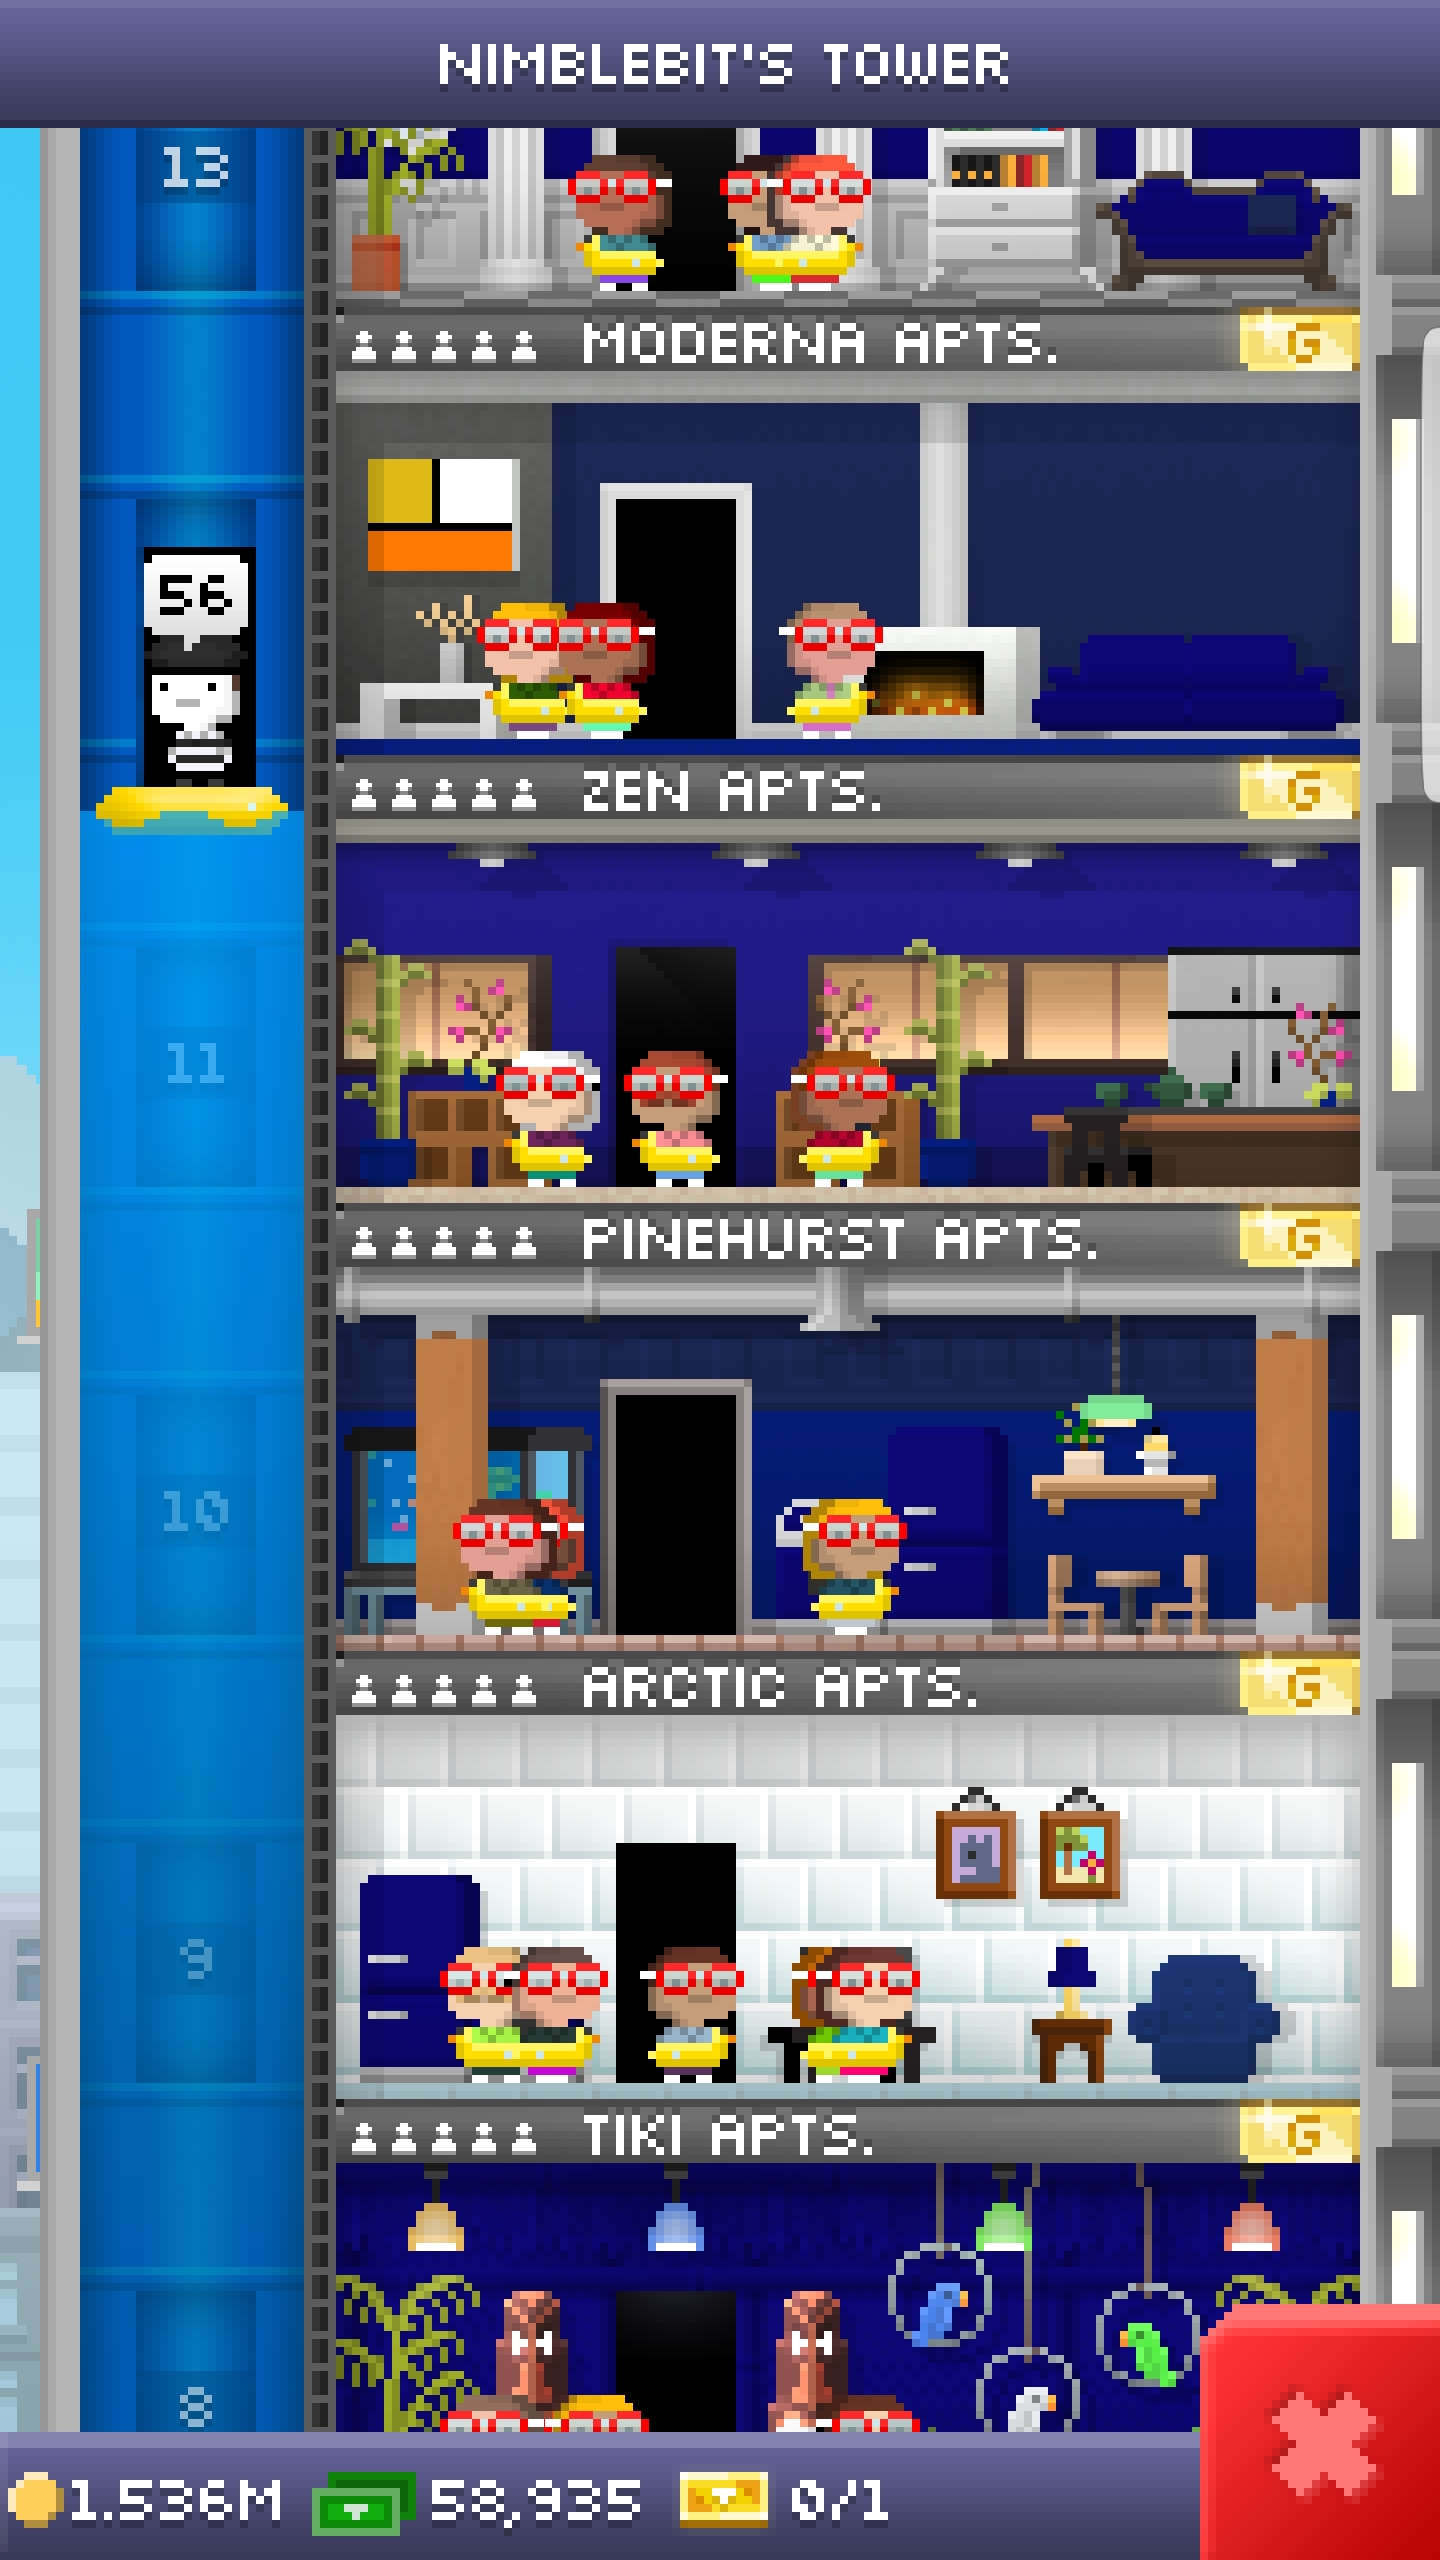 NIMBLEBIT'S TOWER
13
MODERNA APTS. G
56
ZEN APTS. G
11
PINEHURST APTS. G
10
ARCTIC APTS. G
9
TIKI APTS. G
8
1.536M 58,935 0/1